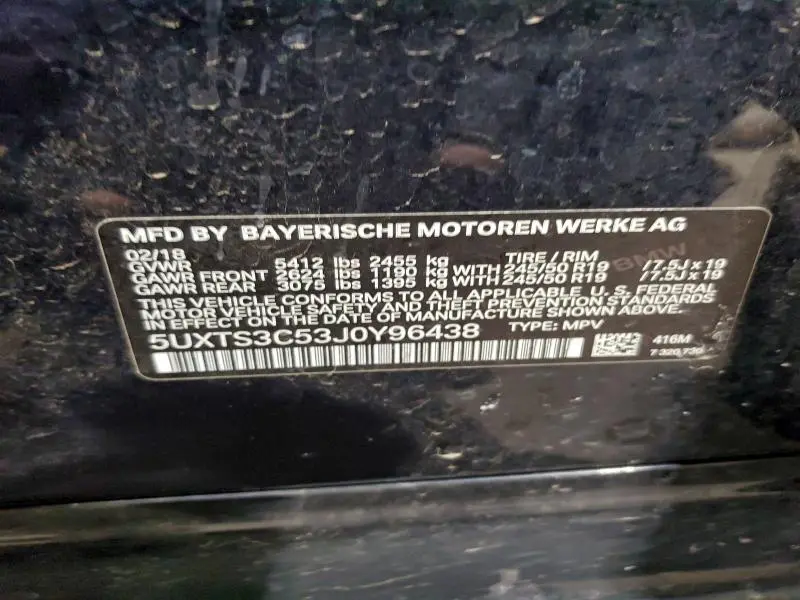 MFD BY BAYERISCHE MOTOREN WERKE AG
02/18 TIRE / RIM
GVWR 5412 lbs 2455 kg
GAWR FRONT 2624 lbs 1190 kg WITH 245/50 R19 /7.5J x 19
GAWR REAR 3075 lbs 1395 kg WITH 245/50 R19 /7.5J x 19
THIS VEHICLE CONFORMS TO ALL APPLICABLE U. S. FEDERAL
MOTOR VEHICLE SAFETY AND THEFT PREVENTION STANDARDS
IN EFFECT ON THE DATE OF MANUFACTURE SHOWN ABOVE.
5UXTS3C53J0Y96438 TYPE: MPV
416M
7 320 730
BMW